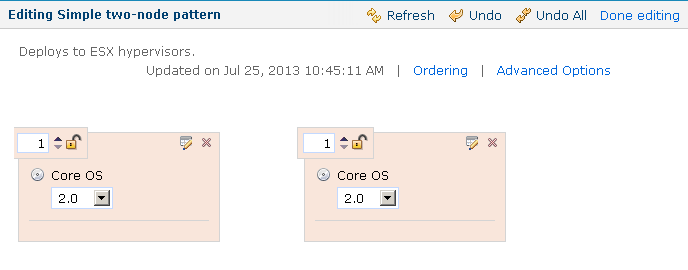 Editing Simple two-node pattern Refresh Undo Undo All Done editing
Deploys to ESX hypervisors.
Updated on Jul 25, 2013 10:45:11 AM | Ordering | Advanced Options
1 1
Core OS Core OS
2.0 2.0